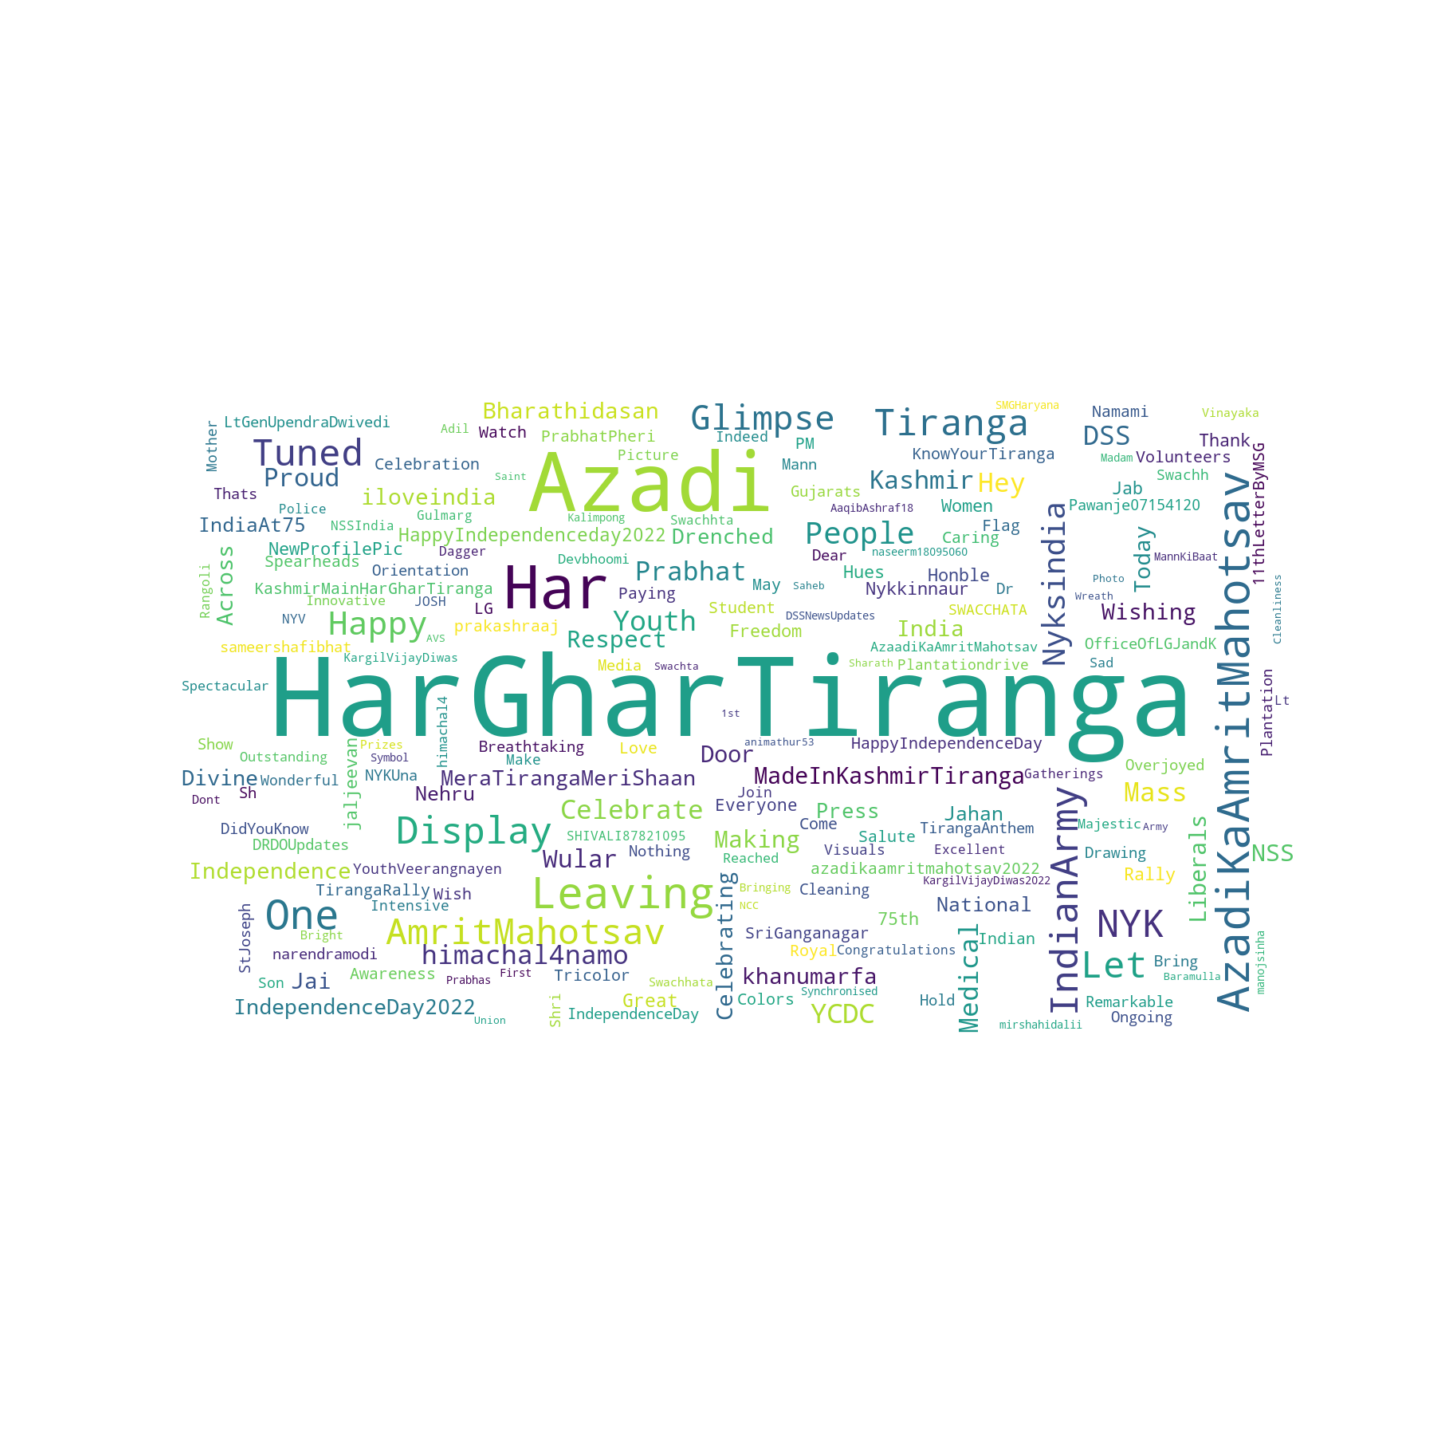 SMGHaryana
Bharathidasan
Glimpse
Tiranga
Namami
Vinayaka
LtGenUpendraDwivedi
Adil
Watch
PrabhatPheri
Indeed
PM
DSS
Thank
Mother
Tuned
Azadi
KnowYourTiranga
Madam
Volunteers
Celebration
Picture
Mann
Proud
Saint
Kashmir
Hey
Swachh
Thats
iloveindia
Gujarats
Jab
Women
Pawanje07154120
Police
AaqibAshraf18
11thLetterByMSG
IndiaAt75
NSSIndia
Gulmarg
Kalimpong
Swachhta
People
Flag
HappyIndependenceday2022
Drenched
Caring
NewProfilePic
Dagger
Dear
naseerm18095060
Today
MannKiBaat
Spearheads
Devbhoomi
Across
Orientation
Prabhat
Hues
Honble
Nyksindia
Photo
AzadiKaAmritMahotsav
Rangoli
KashmirMainHarGharTiranga
Har
May
Saheb
Nykkinnaur
Dr
Wreath
Cleanliness
Innovative
JOSH
LG
Paying
Student
DSSNewsUpdates
SWACCHATA
Wishing
NYV
Happy
prakashraaj
Youth
Freedom
India
AVS
Respect
sameershafibhat
AzaadiKaAmritMahotsav
OfficeOfLGJandK
KargilVijayDiwas
Media
Swachta
Sharath
Plantationdrive
Sad
Spectacular
HarGharTiranga
Plantation
Lt
himachal4
1st
Show
Prizes
Breathtaking
Love
animathur53
HappyIndependenceDay
Outstanding
Symbol
Make
Door
Overjoyed
Divine
Wonderful
jaljeevan
NYKUna
MeraTirangaMeriShaan
MadeInKashmirTiranga
Gatherings
Dont
Sh
Nehru
Join
Mass
Celebrate
Everyone
Press
Jahan
DidYouKnow
Display
SHIVALI87821095
Come
Salute
TirangaAnthem
IndianArmy
Majestic
Army
DRDOUpdates
Making
Wular
Nothing
Visuals
Excellent
Drawing
Liberals
NSS
Reached
Independence
YouthVeerangnayen
azadikaamritmahotsav2022
Rally
TirangaRally
Wish
Leaving
Celebrating
Bringing
Cleaning
KargilVijayDiwas2022
Intensive
NCC
National
One
75th
NYK
StJoseph
Bright
AmritMahotsav
SriGanganagar
Indian
narendramodi
himachal4namo
Royal
Congratulations
Medical
Let
Bring
manojsinha
Son
Jai
Awareness
Prabhas
First
Tricolor
Swachhata
khanumarfa
Baramulla
Synchronised
IndependenceDay2022
Shri
Great
Colors
Hold
Remarkable
Union
IndependenceDay
YCDC
mirshahidalii
Ongoing